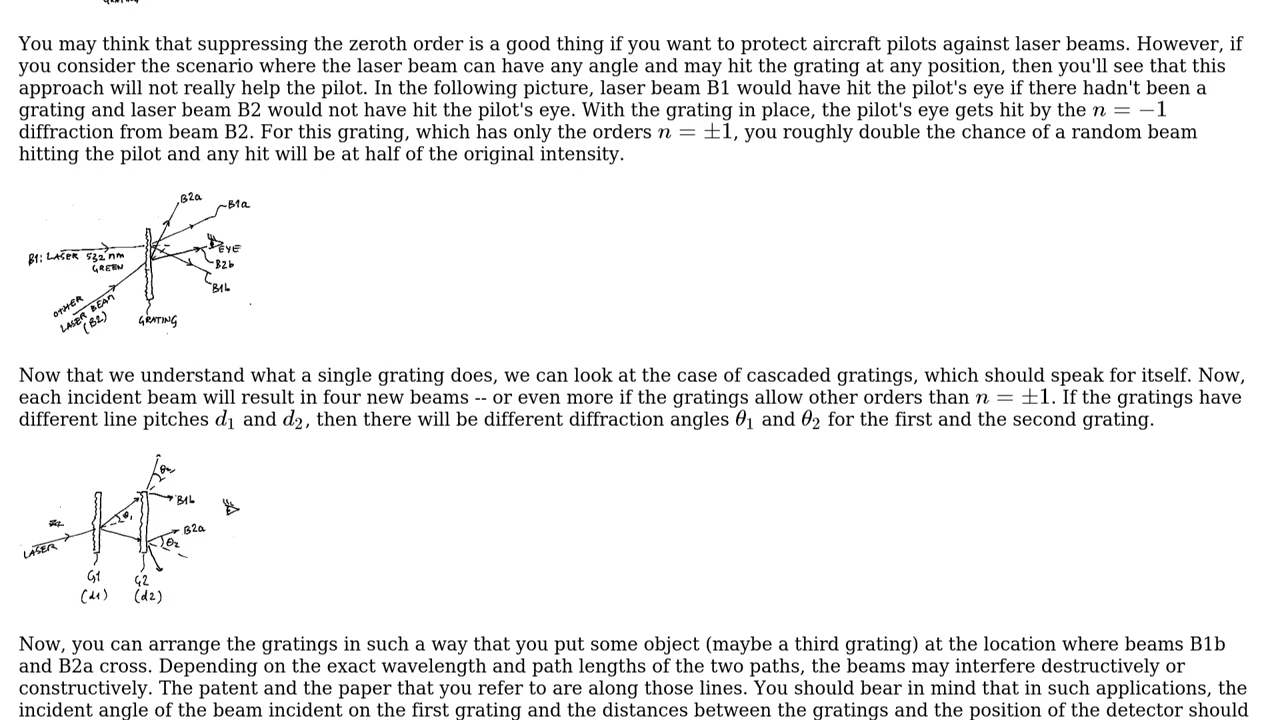 You may think that suppressing the zeroth order is a good thing if you want to protect aircraft pilots against laser beams. However, if
you consider the scenario where the laser beam can have any angle and may hit the grating at any position, then you'll see that this
approach will not really help the pilot. In the following picture, laser beam B1 would have hit the pilot's eye if there hadn't been a
grating and laser beam B2 would not have hit the pilot's eye. With the grating in place, the pilot's eye gets hit by the n = −1
diffraction from beam B2. For this grating, which has only the orders n = ±1, you roughly double the chance of a random beam
hitting the pilot and any hit will be at half of the original intensity.
B2a
B1a
B1: LASER 532 nm
GREEN
EYE
B2b
B1b
OTHER
LASER BEAM
(B2)
GRATING
Now that we understand what a single grating does, we can look at the case of cascaded gratings, which should speak for itself. Now,
each incident beam will result in four new beams -- or even more if the gratings allow other orders than n = ±1. If the gratings have
different line pitches d₁ and d₂, then there will be different diffraction angles θ₁ and θ₂ for the first and the second grating.
θ₂
B1b
θ₁
B2a
LASER
θ₂
G1
G2
(d1)
(d2)
Now, you can arrange the gratings in such a way that you put some object (maybe a third grating) at the location where beams B1b
and B2a cross. Depending on the exact wavelength and path lengths of the two paths, the beams may interfere destructively or
constructively. The patent and the paper that you refer to are along those lines. You should bear in mind that in such applications, the
incident angle of the beam incident on the first grating and the distances between the gratings and the position of the detector should